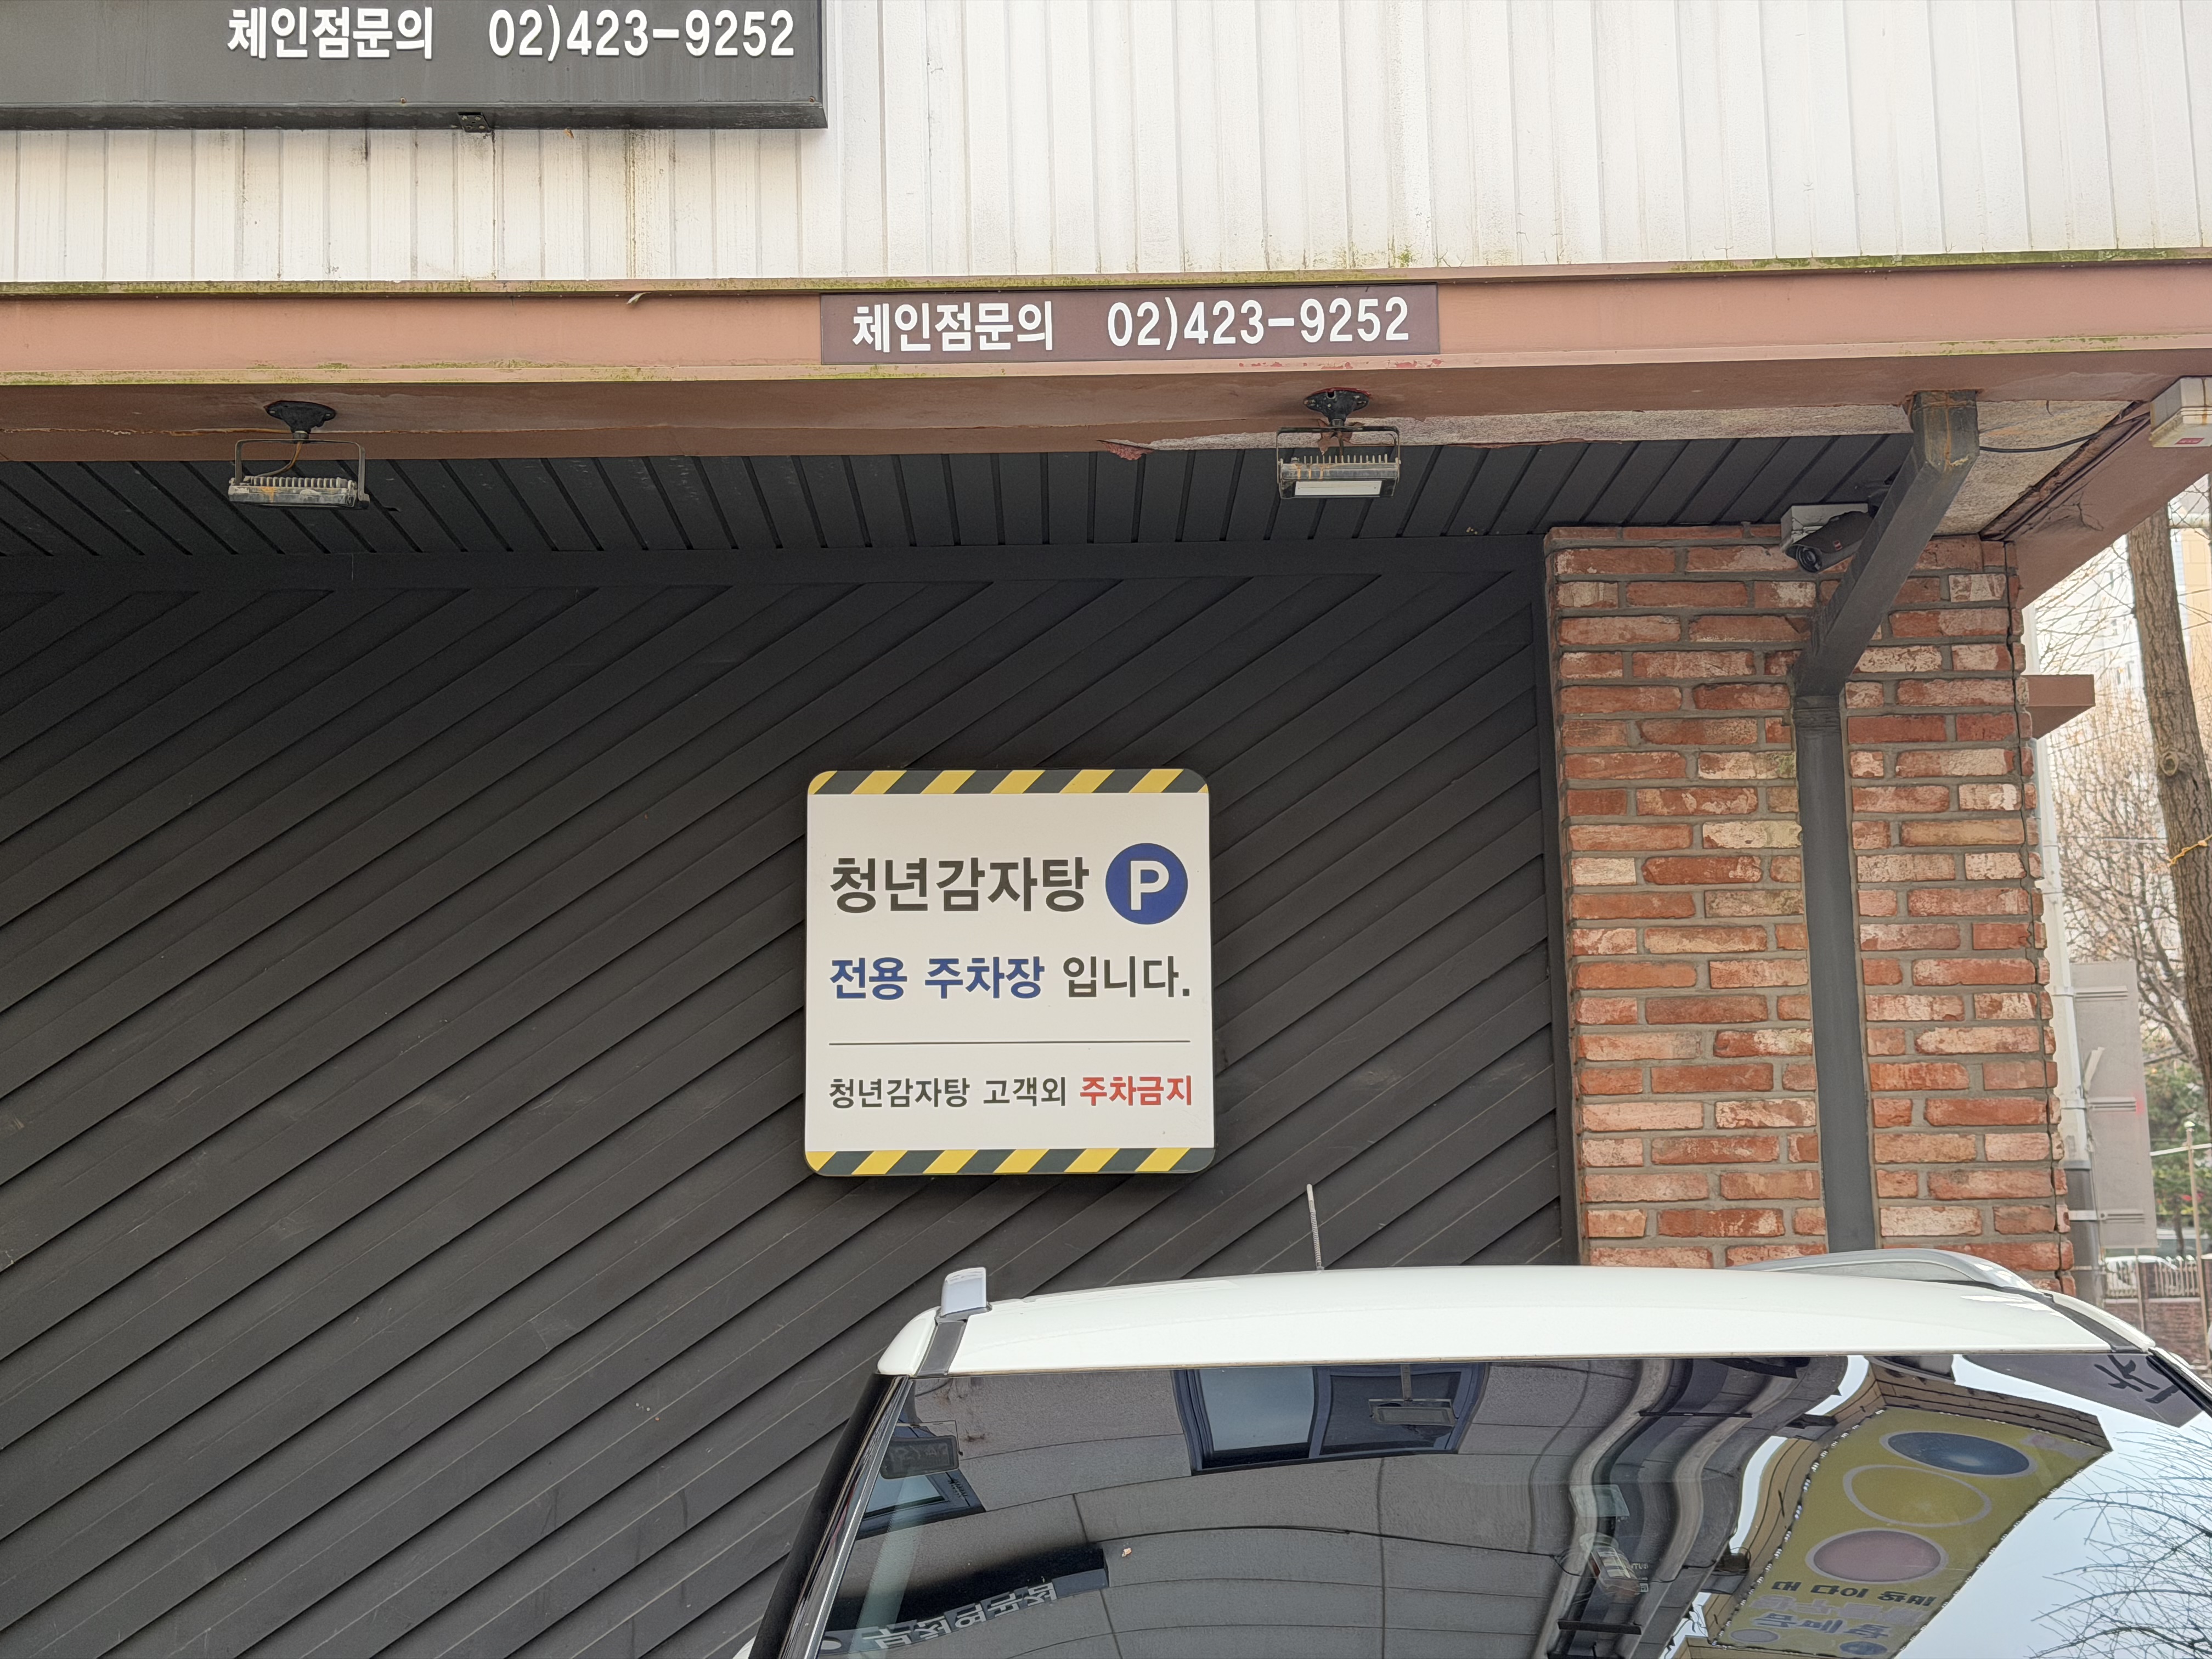 체인점문의 02)423-9252
체인점문의 02)423-9252
청년감자탕 P
전용 주차장 입니다.
청년감자탕 고객외 주차금지